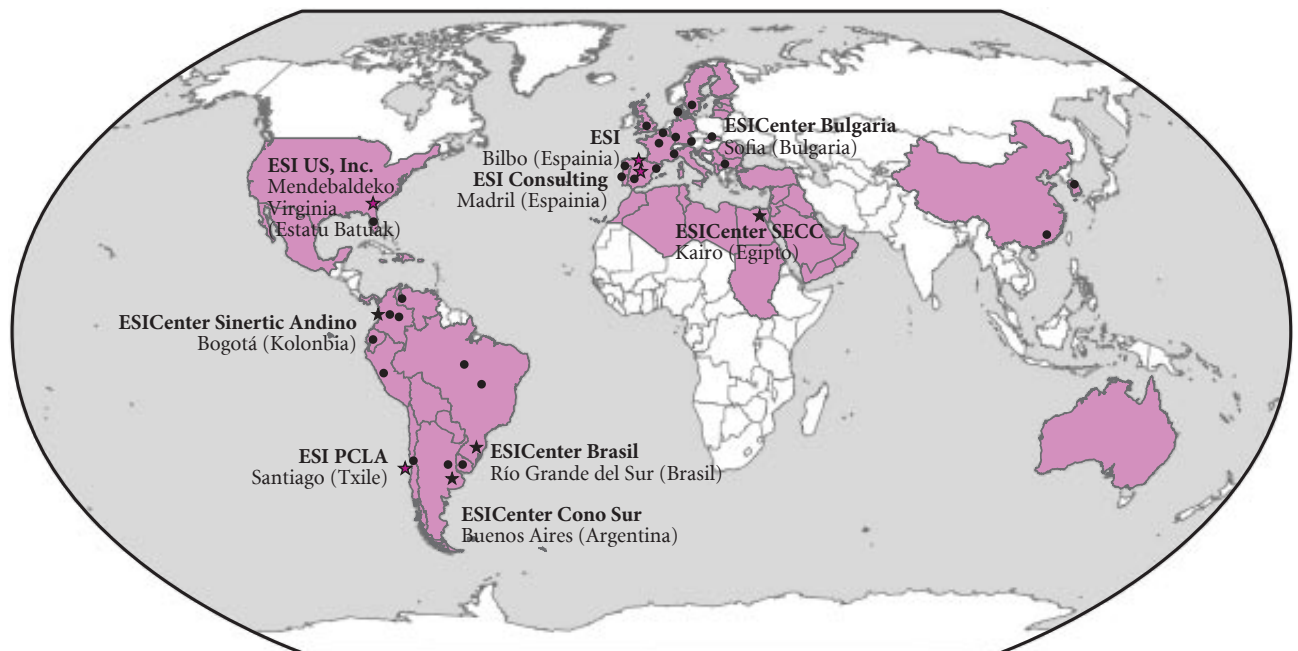 ESI
Bilbo (Espainia)
ESI Consulting
Madril (Espainia)
ESICenter Bulgaria
Sofia (Bulgaria)
ESI US, Inc.
Mendebaldeko
Virginia
(Estatu Batuak)
ESICenter SECC
Kairo (Egipto)
ESICenter Sinertic Andino
Bogotá (Kolonbia)
ESI PCLA
Santiago (Txile)
ESICenter Brasil
Río Grande del Sur (Brasil)
ESICenter Cono Sur
Buenos Aires (Argentina)